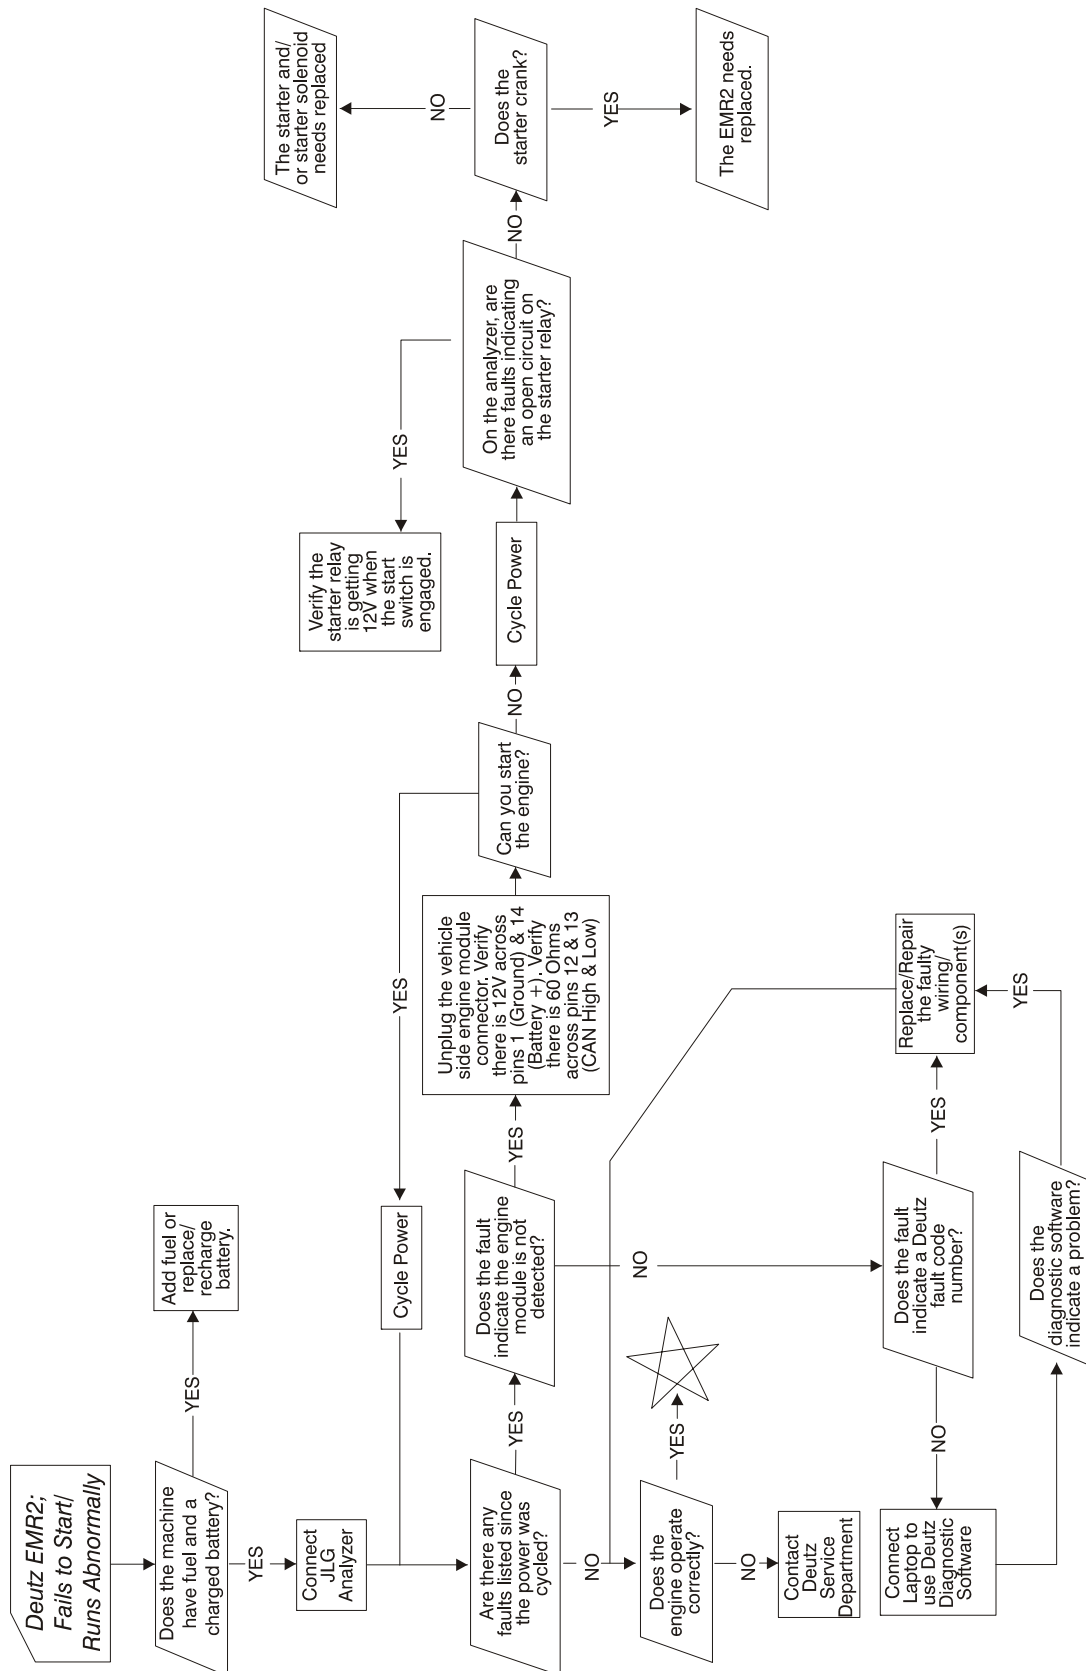 Deutz EMR2;
Fails to Start/
Runs Abnormally
Does the machine
have fuel and a
charged battery?
YES
Add fuel or
replace/
recharge
battery.
YES
Connect
JLG
Analyzer
Cycle Power
Are there any
faults listed since
the power was
cycled?
YES
Does the fault
indicate the engine
module is not
detected?
YES
Unplug the vehicle
side engine module
connector. Verify
there is 12V across
pins 1 (Ground) & 14
(Battery +). Verify
there is 60 Ohms
across pins 12 & 13
(CAN High & Low)
Can you start
the engine?
YES
NO
Cycle Power
On the analyzer, are
there faults indicating
an open circuit on
the starter relay?
YES
Verify the
starter relay
is getting
12V when
the start
switch is
engaged.
NO
Does the
starter crank?
NO
The starter and/
or starter solenoid
needs replaced
YES
The EMR2 needs
replaced.
NO
Does the
engine operate
correctly?
YES
NO
Contact
Deutz
Service
Department
NO
Does the fault
indicate a Deutz
fault code
number?
YES
Replace/Repair
the faulty
wiring/
component(s)
NO
Connect
Laptop to
use Deutz
Diagnostic
Software
Does the
diagnostic software
indicate a problem?
YES